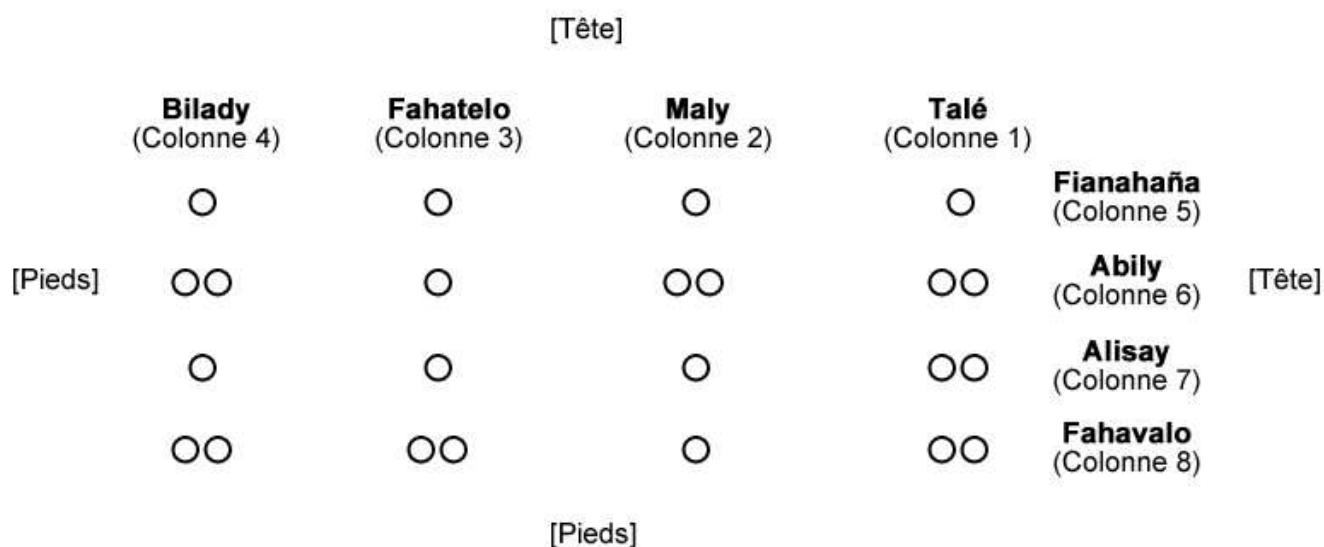 [Tête]
Bilady Fahatelo Maly Talé
(Colonne 4) (Colonne 3) (Colonne 2) (Colonne 1)
Fianahaña
(Colonne 5)
[Pieds] Abily [Tête]
(Colonne 6)
Alisay
(Colonne 7)
Fahavalo
(Colonne 8)
[Pieds]